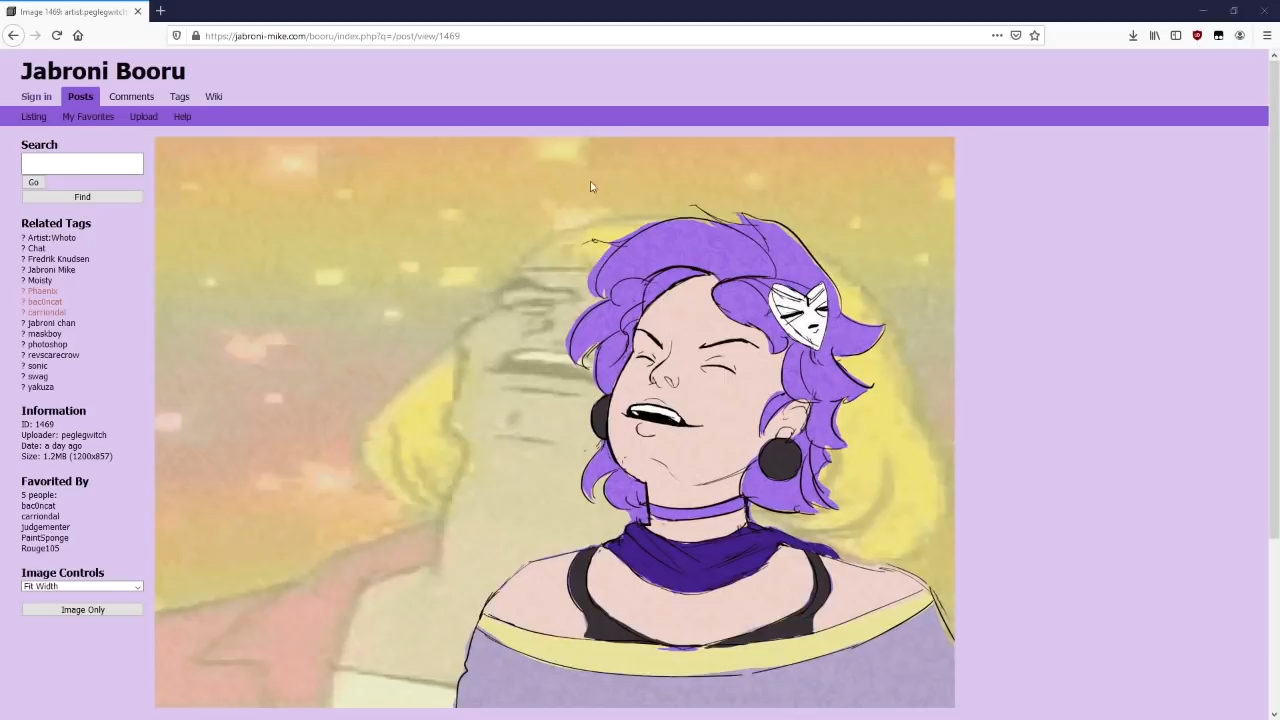 Image 1469: artist:peglegwitch
https://jabroni-mike.com/booru/index.php?q=/post/view/1469
Jabroni Booru
Sign in Posts Comments Tags Wiki
Listing My Favorites Upload Help
Search
Go
Find
Related Tags
? Artist:Whoto
? Chat
? Fredrik Knudsen
? Jabroni Mike
? Moisty
? Phaenix
? bac0ncat
? carriondal
? jabroni chan
? maskboy
? photoshop
? revscarecrow
? sonic
? swag
? yakuza
Information
ID: 1469
Uploader: peglegwitch
Date: a day ago
Size: 1.2MB (1200x857)
Favorited By
5 people:
bac0ncat
carriondal
judgementer
PaintSponge
Rouge105
Image Controls
Fit Width
Image Only